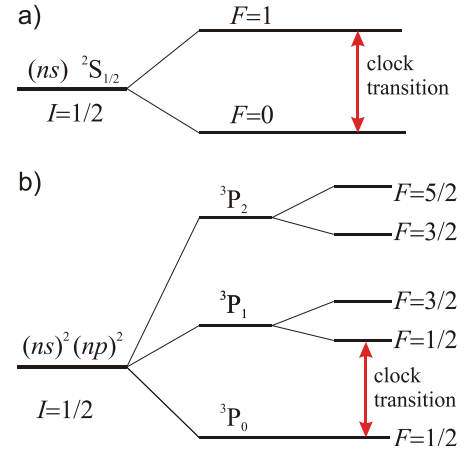 a)
F=1
(ns) ²S₁/₂
clock
transition
I=1/2
F=0
b)
³P₂
F=5/2
F=3/2
³P₁
F=3/2
(ns)²(np)²
F=1/2
clock
transition
I=1/2
³P₀
F=1/2